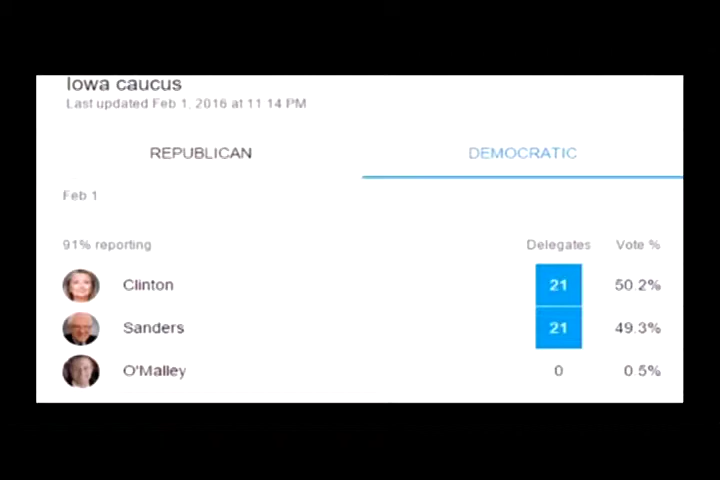 Iowa caucus
Last updated Feb 1, 2016 at 11:14 PM
REPUBLICAN DEMOCRATIC
Feb 1
91% reporting Delegates Vote %
Clinton 21 50.2%
Sanders 21 49.3%
O'Malley 0 0.5%